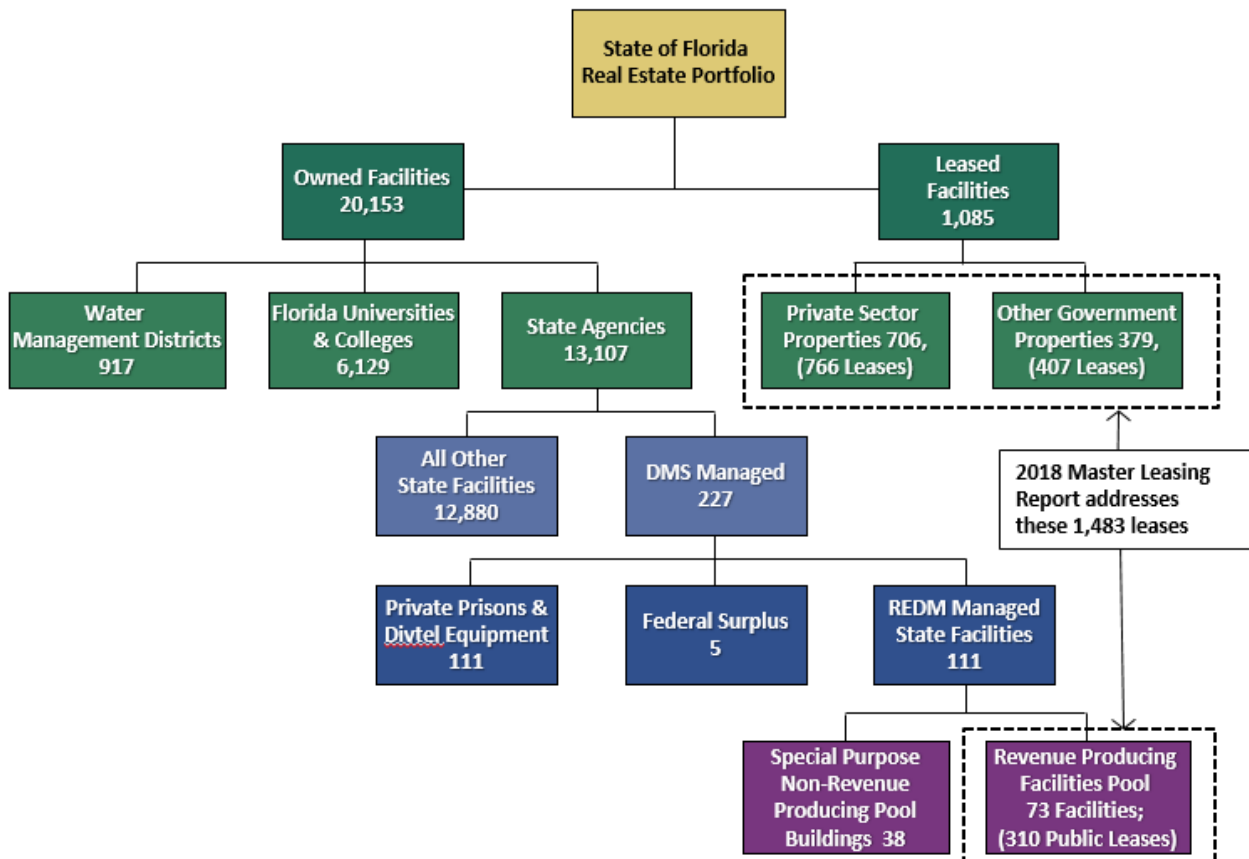 State of Florida
Real Estate Portfolio
Owned Facilities
20,153
Leased
Facilities
1,085
Water
Management Districts
917
Florida Universities
& Colleges
6,129
State Agencies
13,107
Private Sector
Properties 706,
(766 Leases)
Other Government
Properties 379,
(407 Leases)
All Other
State Facilities
12,880
DMS Managed
227
2018 Master Leasing
Report addresses
these 1,483 leases
Private Prisons &
Divtel Equipment
111
Federal Surplus
5
REDM Managed
State Facilities
111
Special Purpose
Non-Revenue
Producing Pool
Buildings 38
Revenue Producing
Facilities Pool
73 Facilities;
(310 Public Leases)